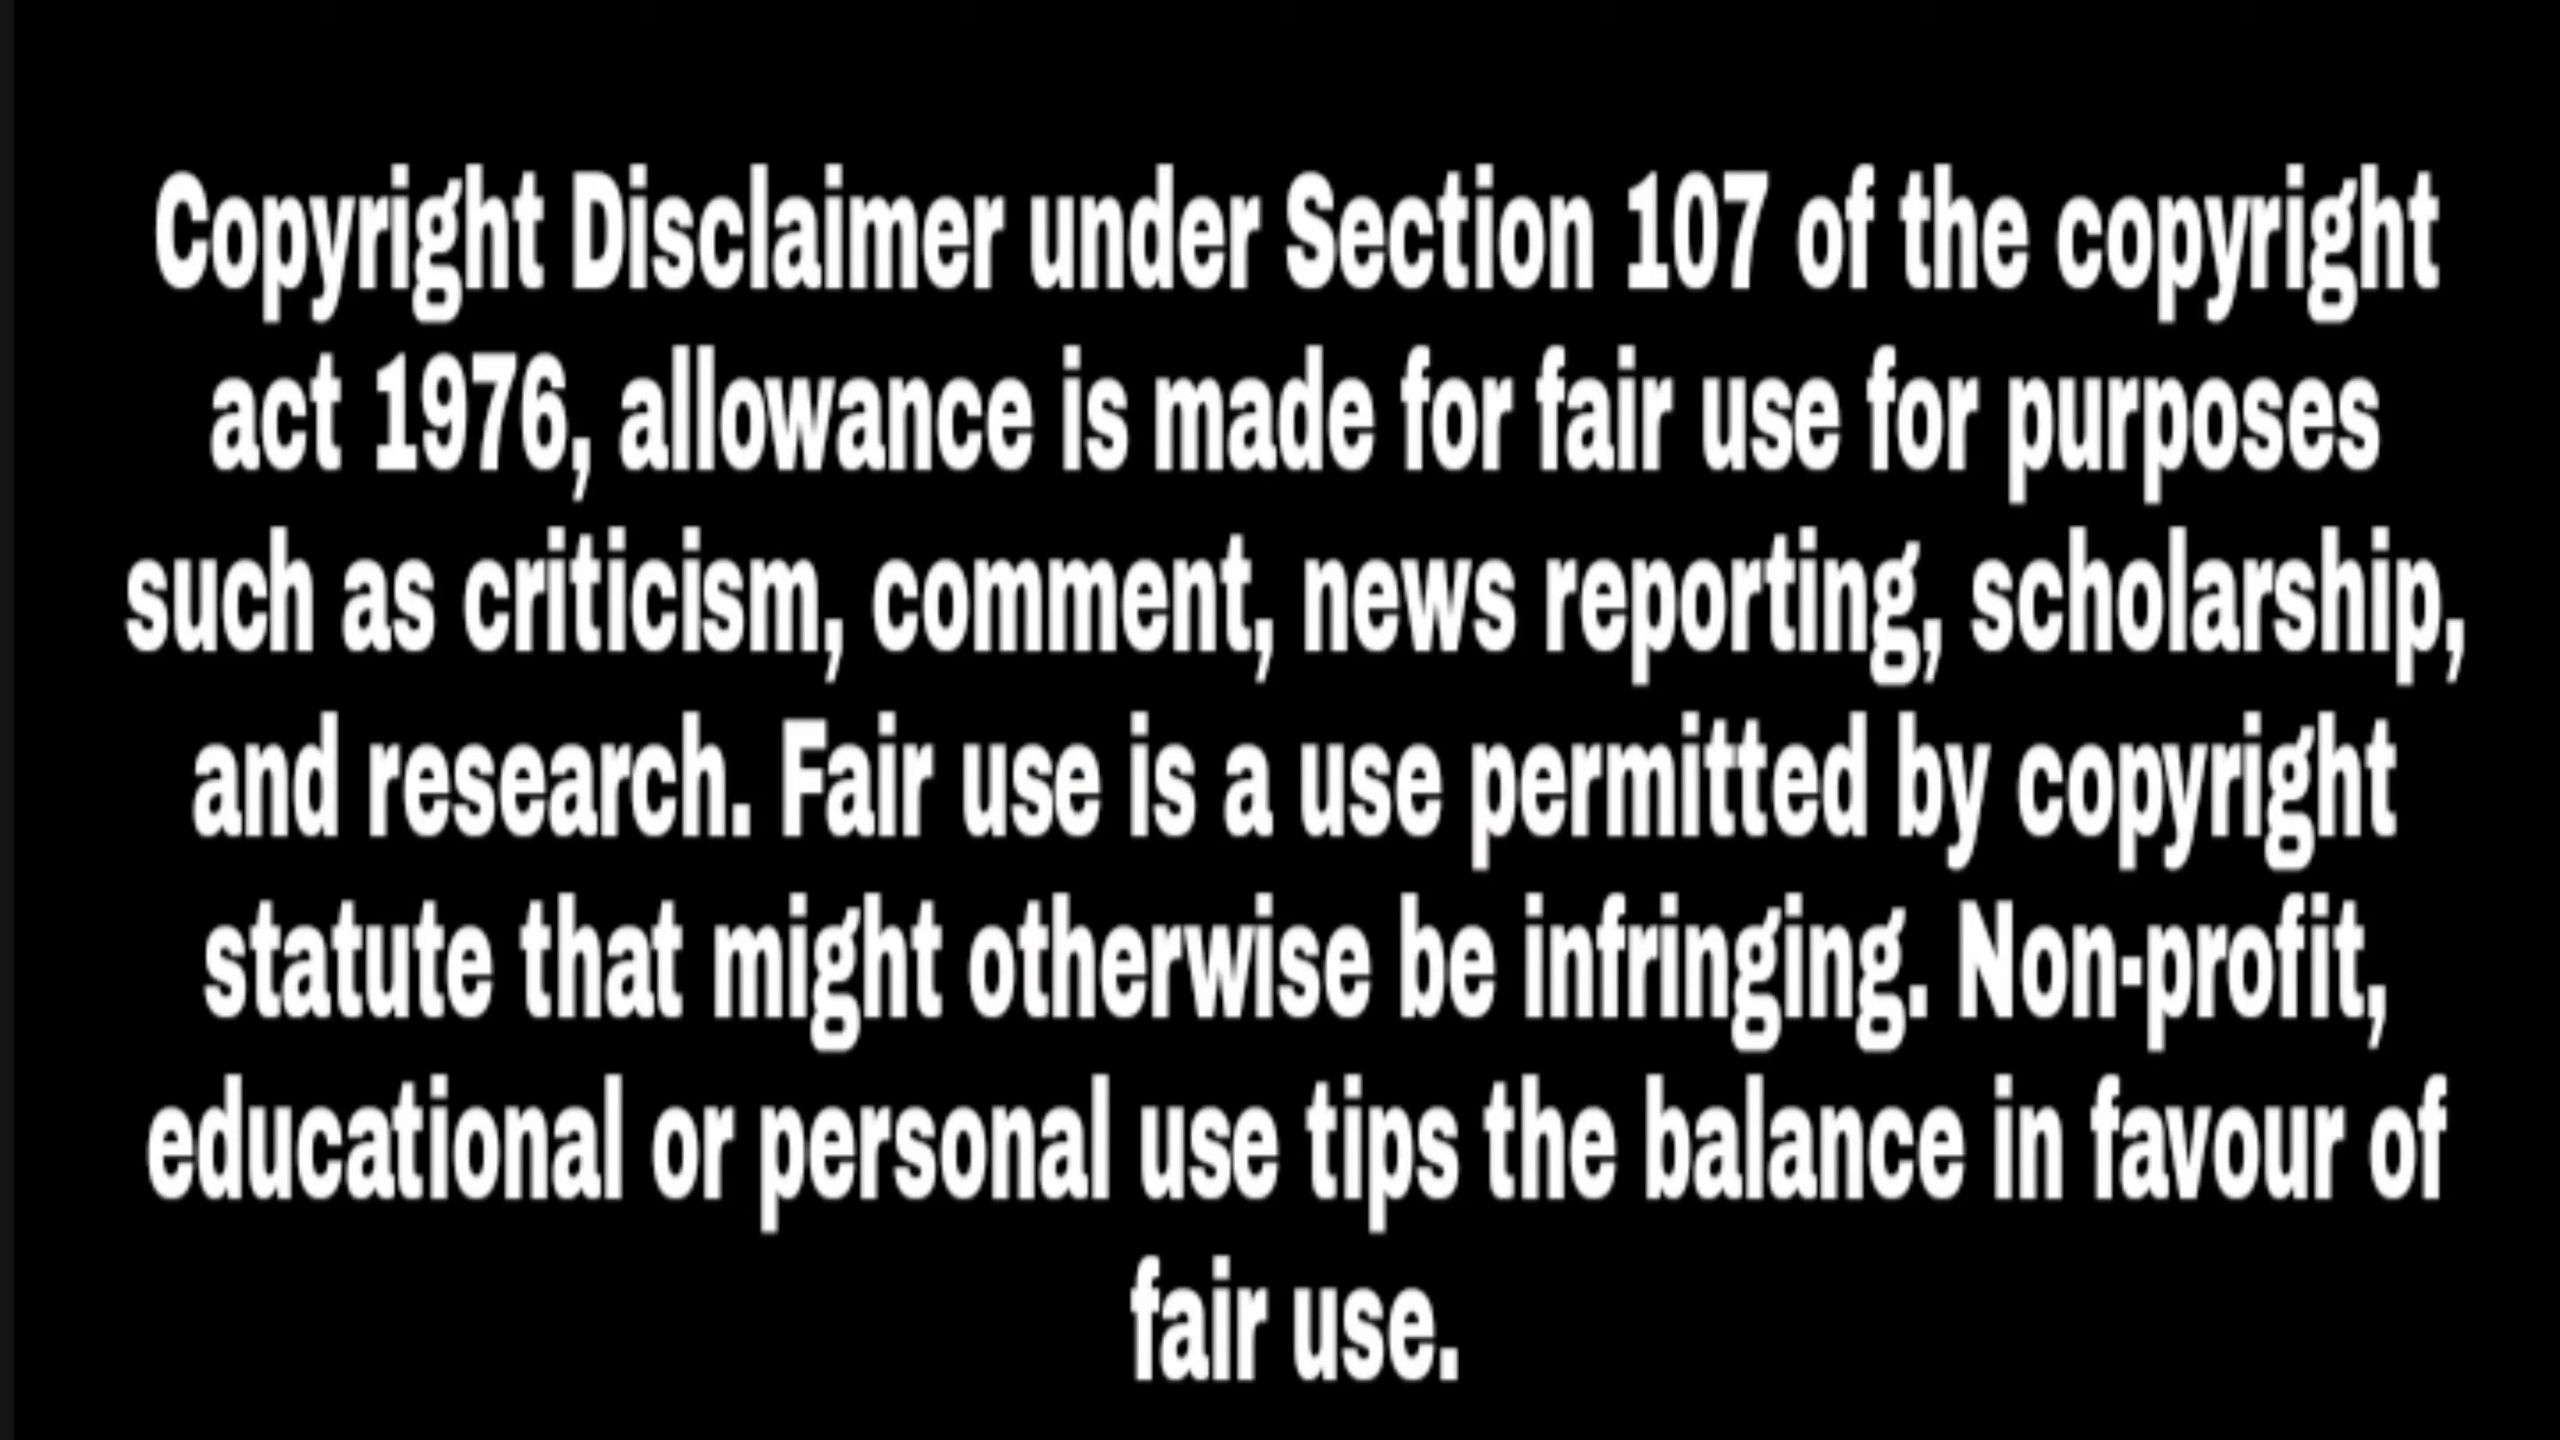 Copyright Disclaimer under Section 107 of the copyright
act 1976, allowance is made for fair use for purposes
such as criticism, comment, news reporting, scholarship,
and research. Fair use is a use permitted by copyright
statute that might otherwise be infringing. Non-profit,
educational or personal use tips the balance in favour of
fair use.